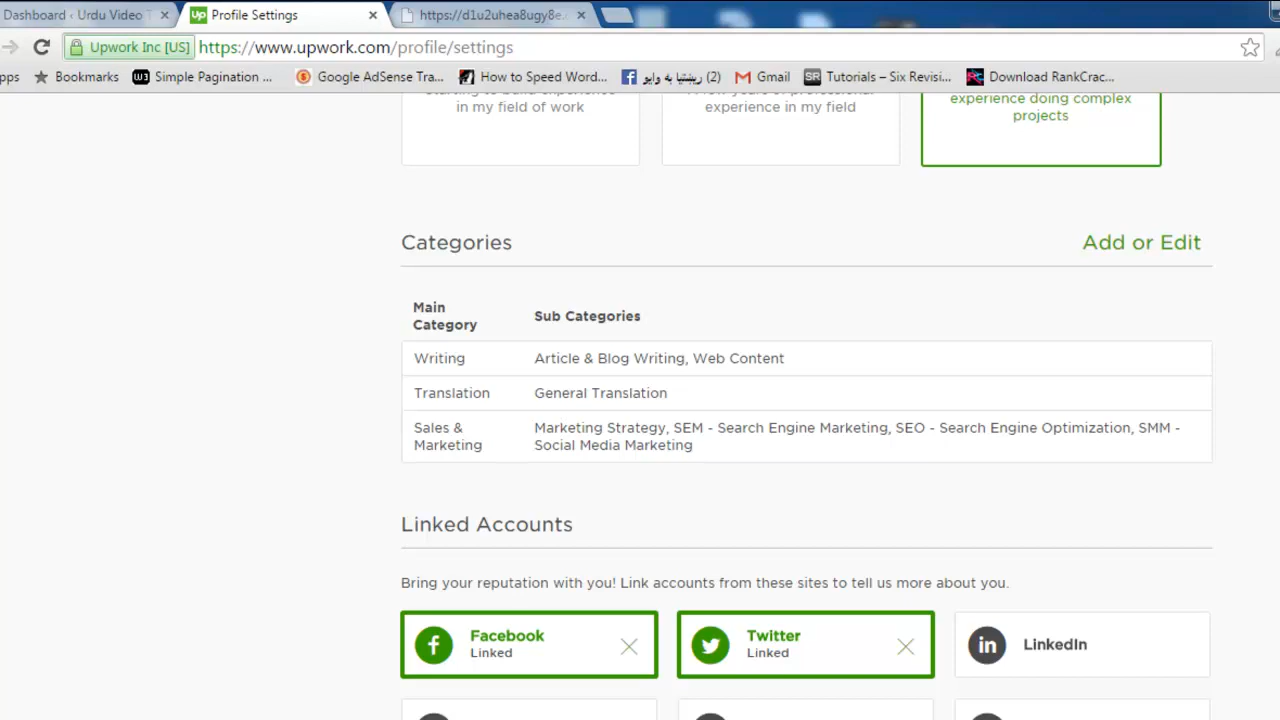 Dashboard ‹ Urdu Video T
Profile Settings
https://d1u2uhea8ugy8e.c
Upwork Inc [US] https://www.upwork.com/profile/settings
Bookmarks
Simple Pagination ...
Google AdSense Tra...
How to Speed Word...
(2)
Gmail
Tutorials – Six Revisi...
Download RankCrac...
in my field of work
experience in my field
experience doing complex
projects
Categories
Add or Edit
Main
Category
Sub Categories
Writing
Article & Blog Writing, Web Content
Translation
General Translation
Sales &
Marketing
Marketing Strategy, SEM - Search Engine Marketing, SEO - Search Engine Optimization, SMM -
Social Media Marketing
Linked Accounts
Bring your reputation with you! Link accounts from these sites to tell us more about you.
Facebook
Linked
Twitter
Linked
in
LinkedIn